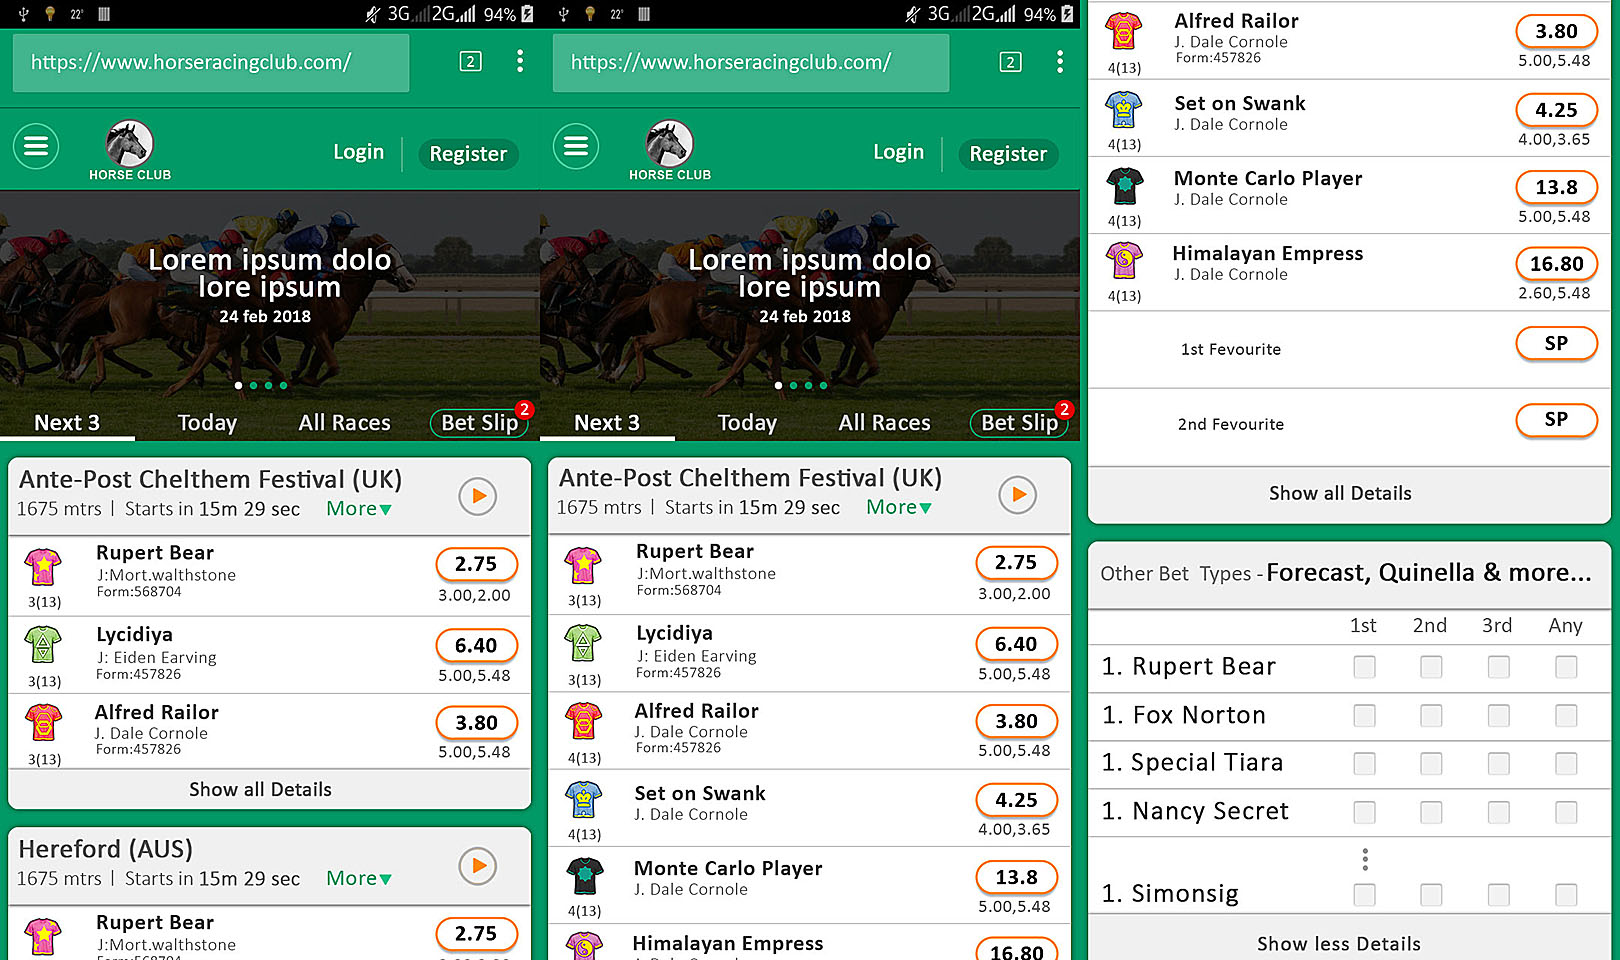 22°
3G 2G 94%
https://www.horseracingclub.com/
2
HORSE CLUB
Login
Register
Lorem ipsum dolo
lore ipsum
24 feb 2018
Next 3
Today
All Races
Bet Slip
2
Ante-Post Chelthem Festival (UK)
1675 mtrs | Starts in 15m 29 sec More▼
Rupert Bear
J:Mort.walthstone
Form:568704
3(13)
2.75
3.00,2.00
Lycidiya
J: Eiden Earving
Form:457826
3(13)
6.40
5.00,5.48
Alfred Railor
J. Dale Cornole
Form:457826
3(13)
3.80
5.00,5.48
Show all Details
Hereford (AUS)
1675 mtrs | Starts in 15m 29 sec More▼
Rupert Bear
J:Mort.walthstone
2.75
22°
3G 2G 94%
https://www.horseracingclub.com/
2
HORSE CLUB
Login
Register
Lorem ipsum dolo
lore ipsum
24 feb 2018
Next 3
Today
All Races
Bet Slip
2
Ante-Post Chelthem Festival (UK)
1675 mtrs | Starts in 15m 29 sec More▼
Rupert Bear
J:Mort.walthstone
Form:568704
3(13)
2.75
3.00,2.00
Lycidiya
J: Eiden Earving
Form:457826
3(13)
6.40
5.00,5.48
Alfred Railor
J. Dale Cornole
Form:457826
4(13)
3.80
5.00,5.48
Set on Swank
J. Dale Cornole
4(13)
4.25
4.00,3.65
Monte Carlo Player
J. Dale Cornole
4(13)
13.8
5.00,5.48
Himalayan Empress
16.80
Alfred Railor
J. Dale Cornole
Form:457826
4(13)
3.80
5.00,5.48
Set on Swank
J. Dale Cornole
4(13)
4.25
4.00,3.65
Monte Carlo Player
J. Dale Cornole
4(13)
13.8
5.00,5.48
Himalayan Empress
J. Dale Cornole
4(13)
16.80
2.60,5.48
1st Fevourite
SP
2nd Favourite
SP
Show all Details
Other Bet Types - Forecast, Quinella & more...
1st 2nd 3rd Any
1. Rupert Bear
1. Fox Norton
1. Special Tiara
1. Nancy Secret
1. Simonsig
Show less Details